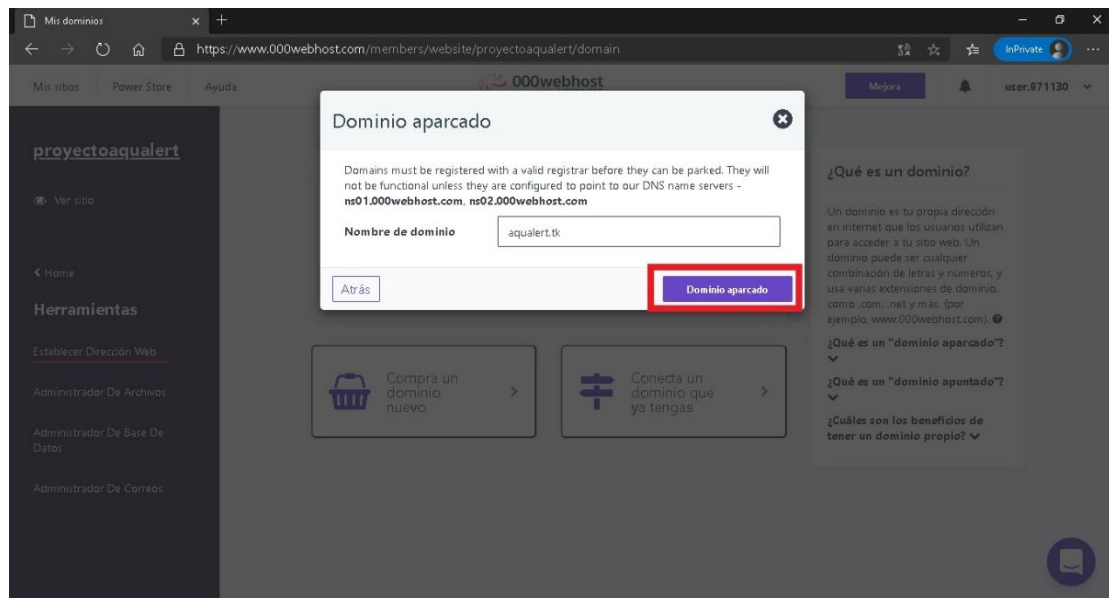 Mis dominios
https://www.000webhost.com/members/website/proyectoaqualert/domain
InPrivate
Mis sitios Power Store Ayuda
000webhost
Mejora
user.971130
proyectoaqualert
Ver sitio
Home
Herramientas
Establecer Dirección Web
Administrador De Archivos
Administrador De Base De
Datos
Administrador De Correos
Dominio aparcado
Domains must be registered with a valid registrar before they can be parked. They will
not be functional unless they are configured to point to our DNS name servers -
ns01.000webhost.com, ns02.000webhost.com
Nombre de dominio
aqualert.tk
Atrás
Dominio aparcado
Compra un
dominio
nuevo
Conecta un
dominio que
ya tengas
¿Qué es un dominio?
Un dominio es tu propia dirección
en internet que los usuarios utilizan
para acceder a tu sitio web. Un
dominio puede ser cualquier
combinación de letras y números, y
usa varias extensiones de dominio,
como .com, .net y más. (por
ejemplo, www.000webhost.com).
¿Qué es un "dominio aparcado"?
¿Qué es un "dominio apuntado"?
¿Cuáles son los beneficios de
tener un dominio propio?